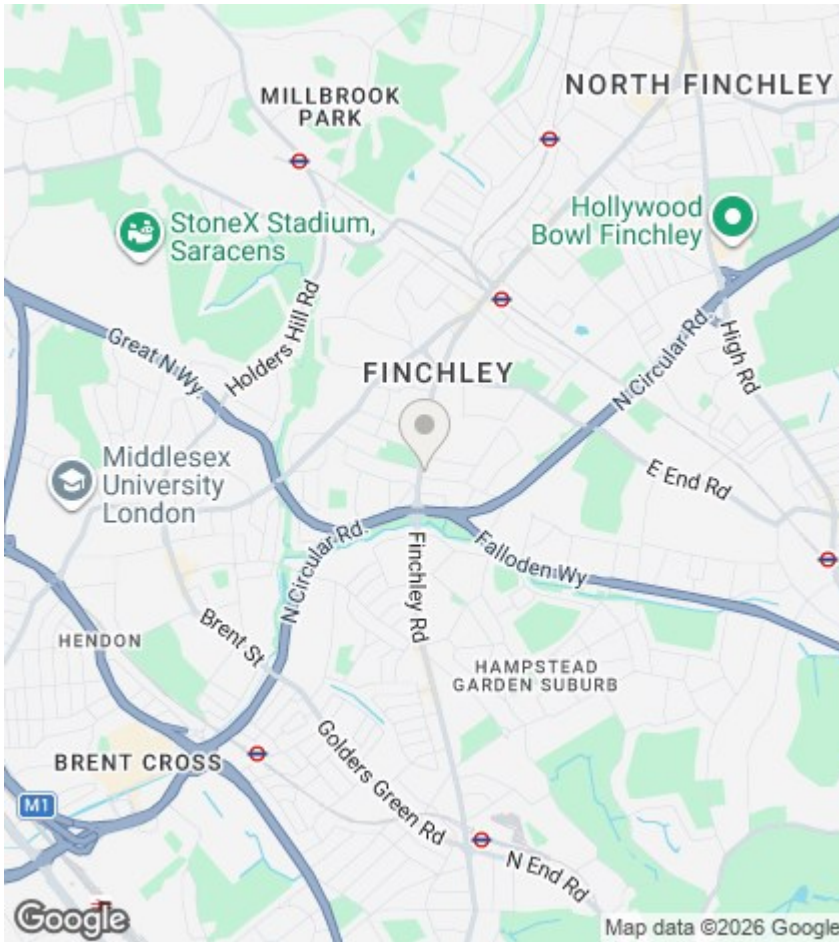 NORTH FINCHLEY
MILLBROOK
PARK
StoneX Stadium,
Saracens
Hollywood
Bowl Finchley
Holders Hill Rd
Great N Wy.
FINCHLEY
N Circular Rd.
High Rd
Middlesex
University
London
E End Rd
N Circular Rd.
Finchley Rd
Falloden Wy
HENDON
Brent St
HAMPSTEAD
GARDEN SUBURB
BRENT CROSS
Golders Green Rd
M1
N End Rd
Google
Map data ©2026 Google